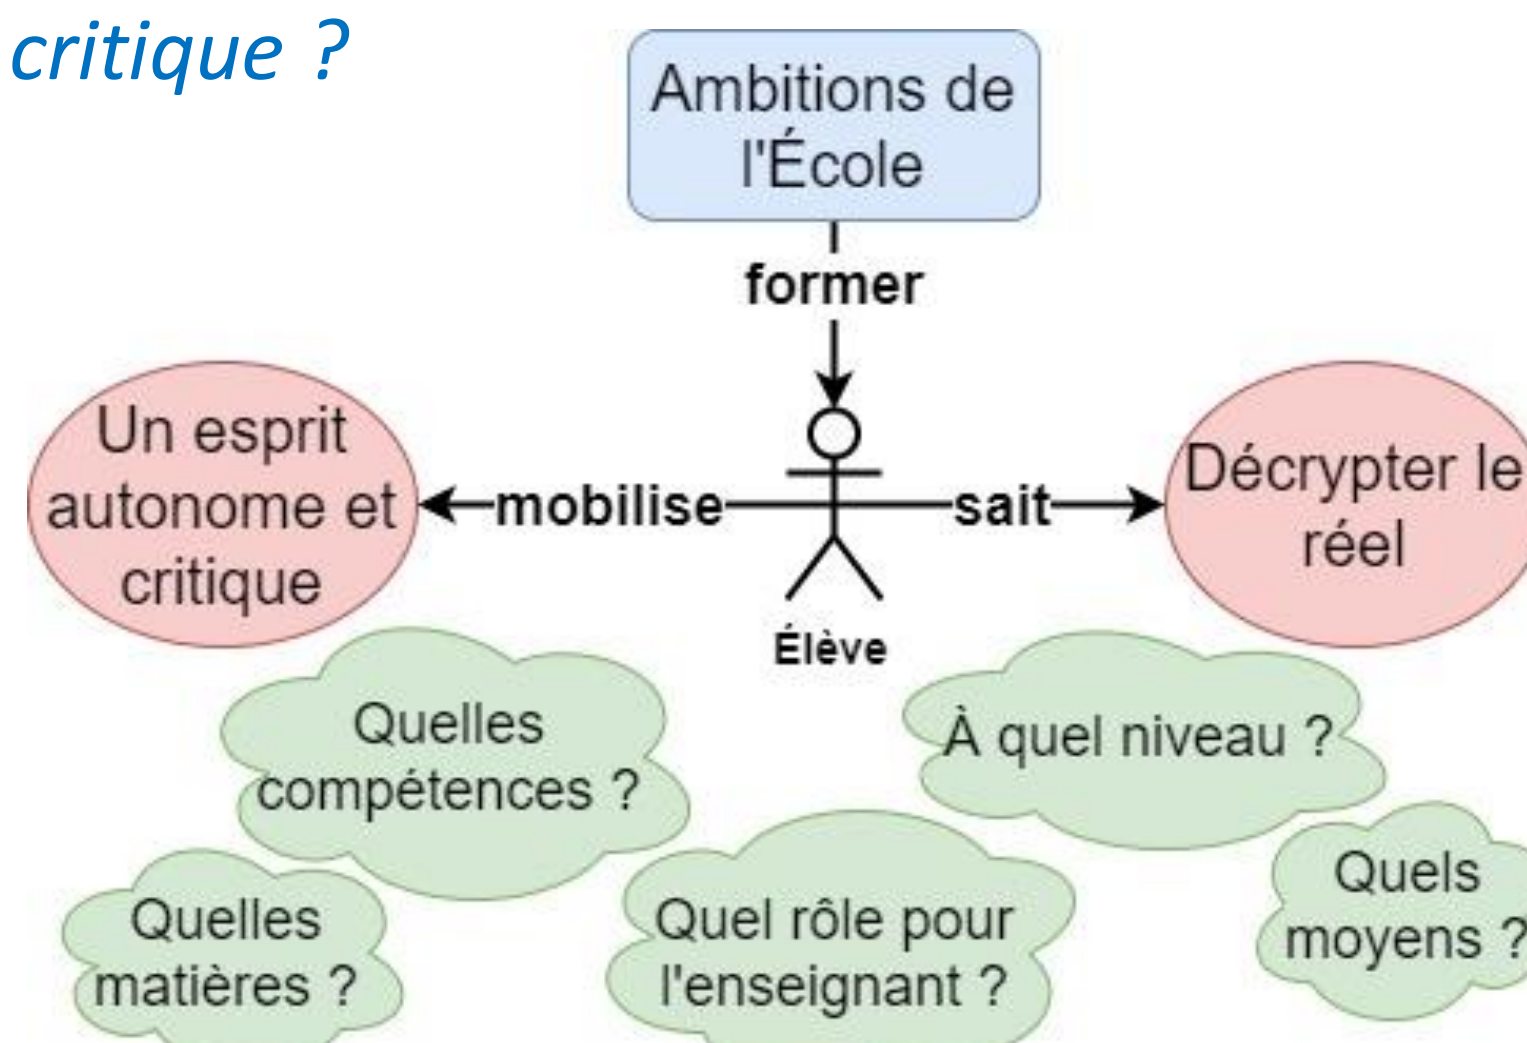 critique ?
Ambitions de
l'École
former
Un esprit
autonome et
critique
mobilise
sait
Décrypter le
réel
Élève
Quelles
compétences ?
À quel niveau ?
Quelles
matières ?
Quel rôle pour
l'enseignant ?
Quels
moyens ?